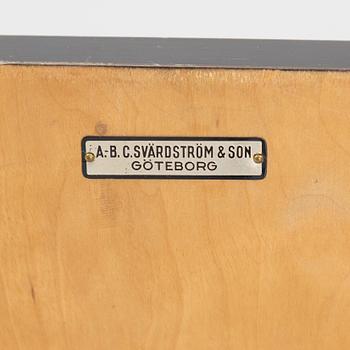 A.-B. C. SVÄRDSTRÖM & SON
GÖTEBORG